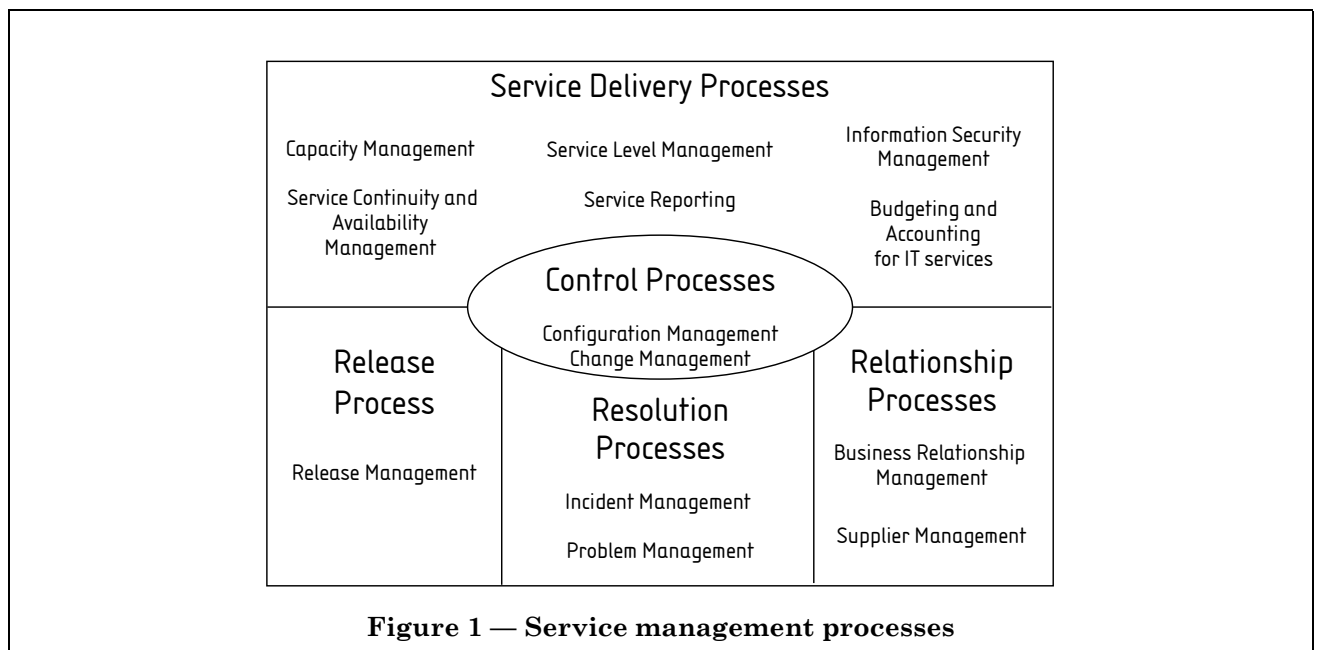 Service Delivery Processes
Capacity Management
Service Continuity and
Availability
Management
Service Level Management
Service Reporting
Information Security
Management
Budgeting and
Accounting
for IT services
Control Processes
Configuration Management
Change Management
Release
Process
Release Management
Resolution
Processes
Incident Management
Problem Management
Relationship
Processes
Business Relationship
Management
Supplier Management
Figure 1 — Service management processes